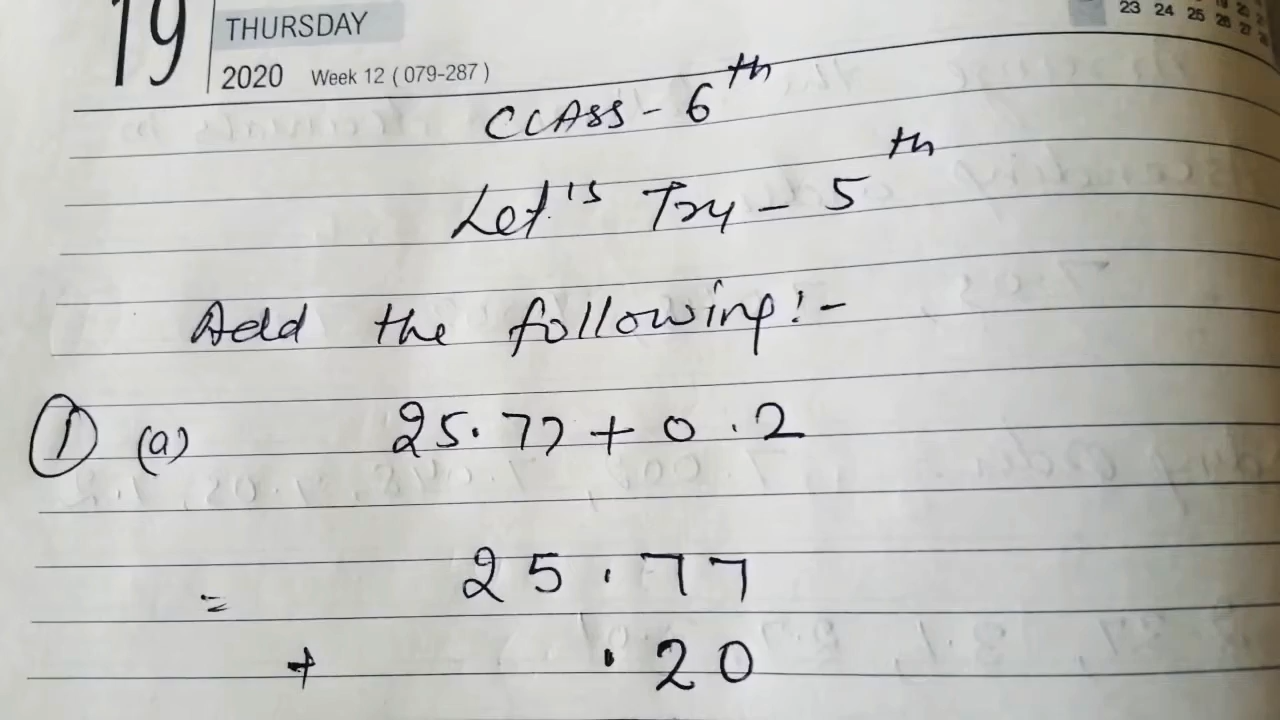 19 THURSDAY
2020 Week 12 (079-287)
23 24 25 26 27
CLASS - 6th
Let's Try - 5th
Add the following:-
① (a) 25.77 + 0.2
= 25.77
+ .20